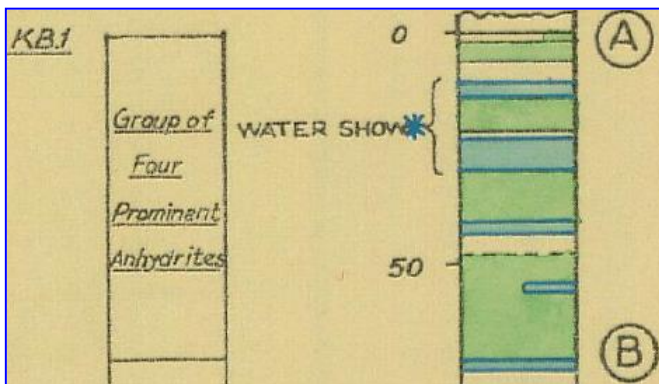 KB.1
0
A
Group of
Four
Prominent
Anhydrites
WATER SHOW
50
B